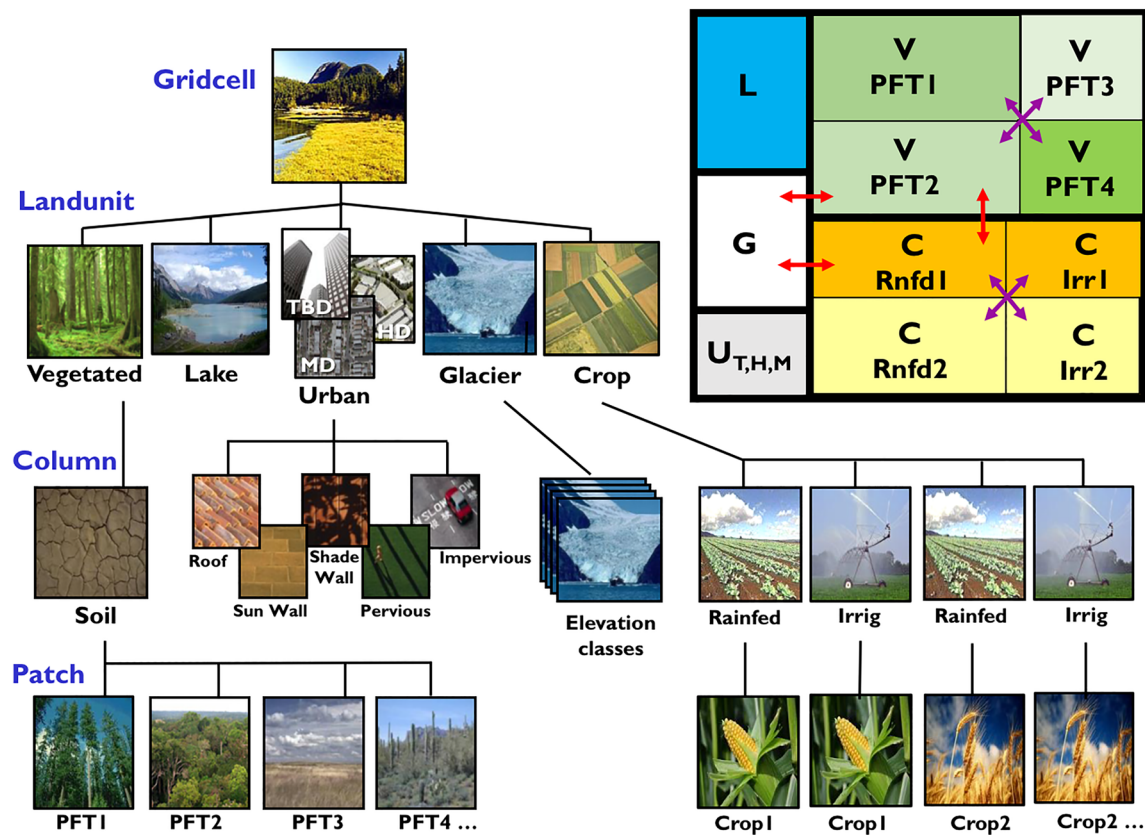 Gridcell
Landunit
TBD
HD
MD
Vegetated
Lake
Urban
Glacier
Crop
L
G
U T,H,M
V
PFT1
V
PFT3
V
PFT2
V
PFT4
C
Rnfd1
C
Irr1
C
Rnfd2
C
Irr2
Column
Soil
Roof
Sun Wall
Shade
Wall
Pervious
SLOW
Impervious
Elevation
classes
Rainfed
Irrig
Rainfed
Irrig
Patch
PFT1
PFT2
PFT3
PFT4 ...
Crop1
Crop1
Crop2
Crop2 ...